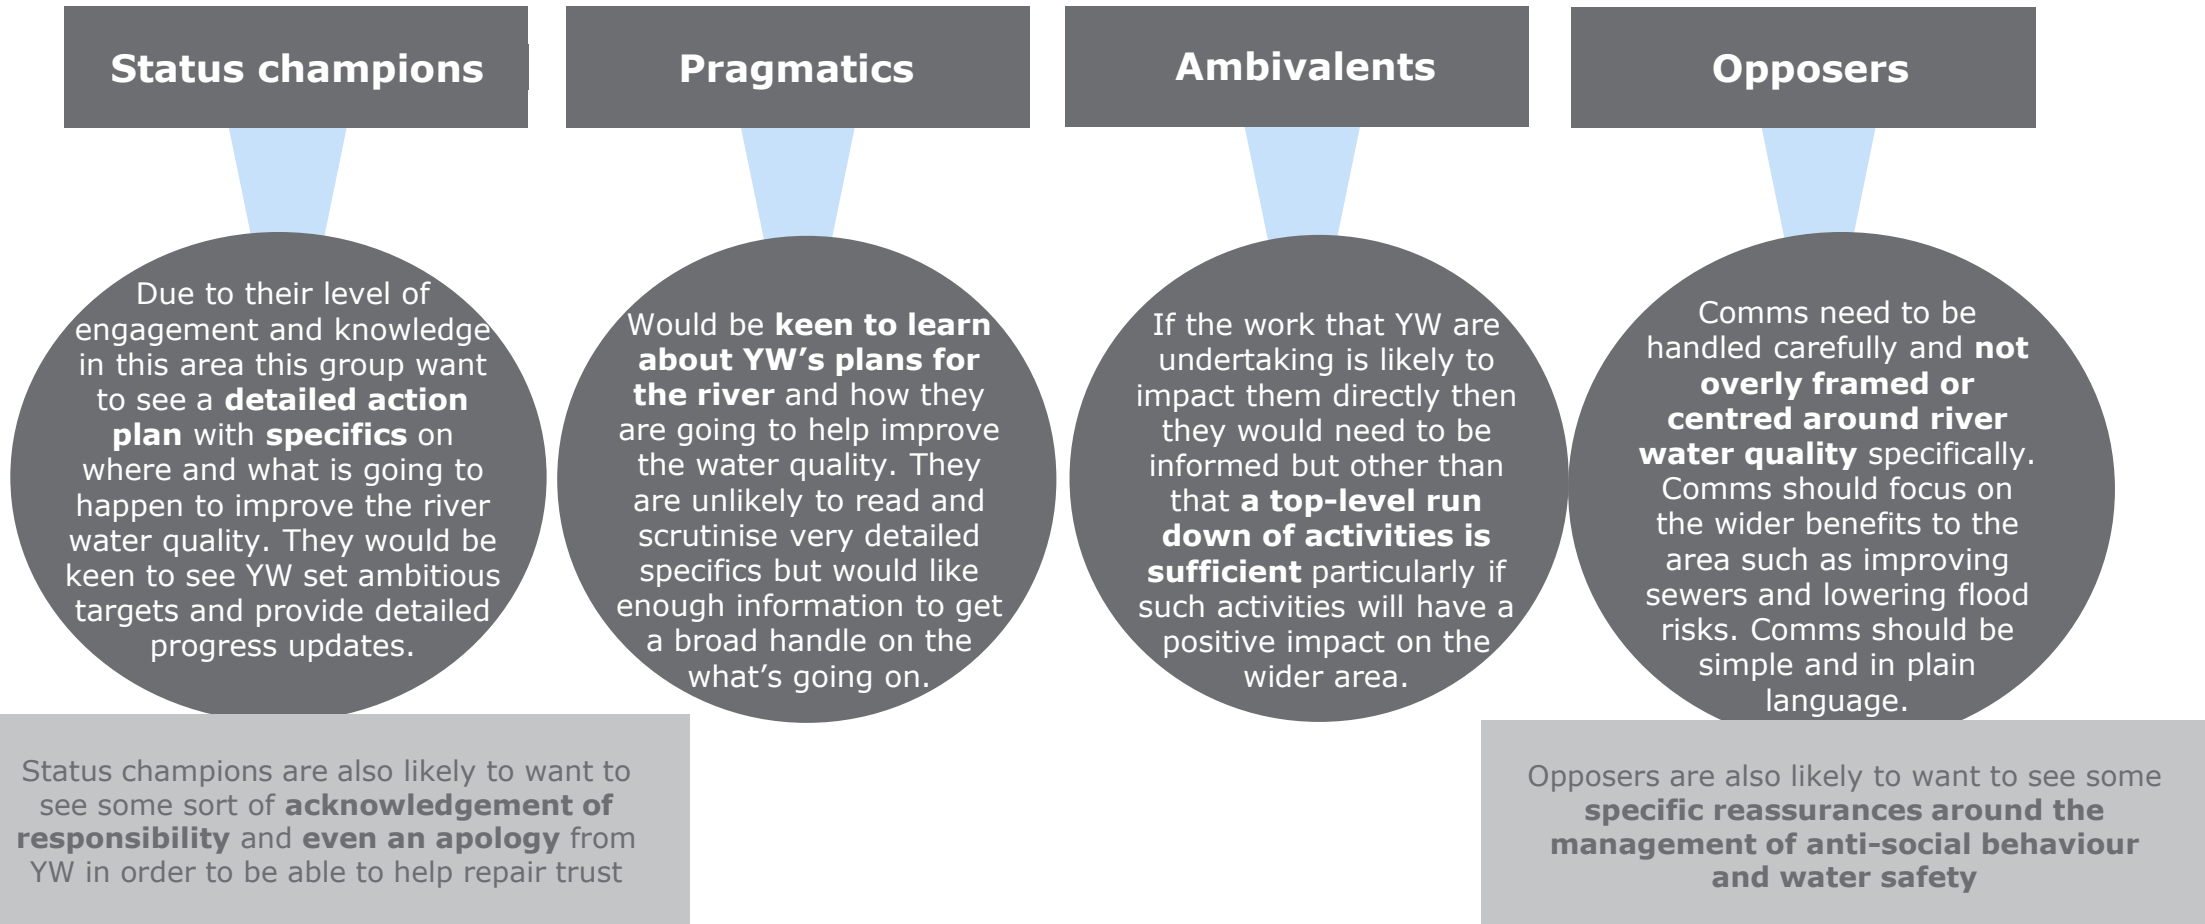 Status champions
Due to their level of
engagement and knowledge
in this area this group want
to see a detailed action
plan with specifics on
where and what is going to
happen to improve the river
water quality. They would be
keen to see YW set ambitious
targets and provide detailed
progress updates.
Status champions are also likely to want to
see some sort of acknowledgement of
responsibility and even an apology from
YW in order to be able to help repair trust
Pragmatics
Would be keen to learn
about YW’s plans for
the river and how they
are going to help improve
the water quality. They
are unlikely to read and
scrutinise very detailed
specifics but would like
enough information to get
a broad handle on the
what’s going on.
Ambivalents
If the work that YW are
undertaking is likely to
impact them directly then
they would need to be
informed but other than
that a top-level run
down of activities is
sufficient particularly if
such activities will have a
positive impact on the
wider area.
Opposers
Comms need to be
handled carefully and not
overly framed or
centred around river
water quality specifically.
Comms should focus on
the wider benefits to the
area such as improving
sewers and lowering flood
risks. Comms should be
simple and in plain
language.
Opposers are also likely to want to see some
specific reassurances around the
management of anti-social behaviour
and water safety